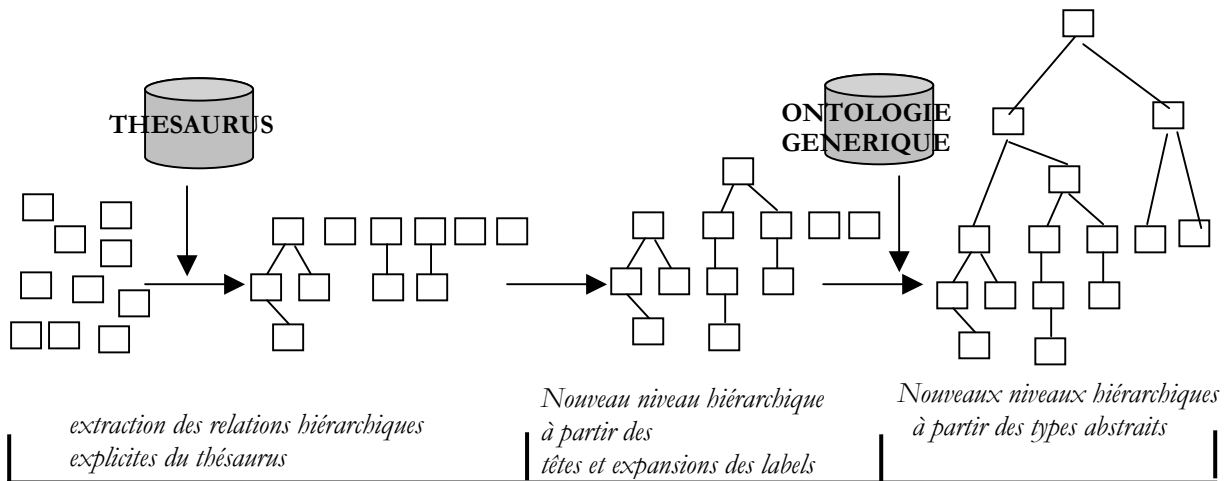 THESAURUS
ONTOLOGIE
GENERIQUE
extraction des relations hiérarchiques
explicites du thésaurus
Nouveau niveau hiérarchique
à partir des
têtes et expansions des labels
Nouveaux niveaux hiérarchiques
à partir des types abstraits